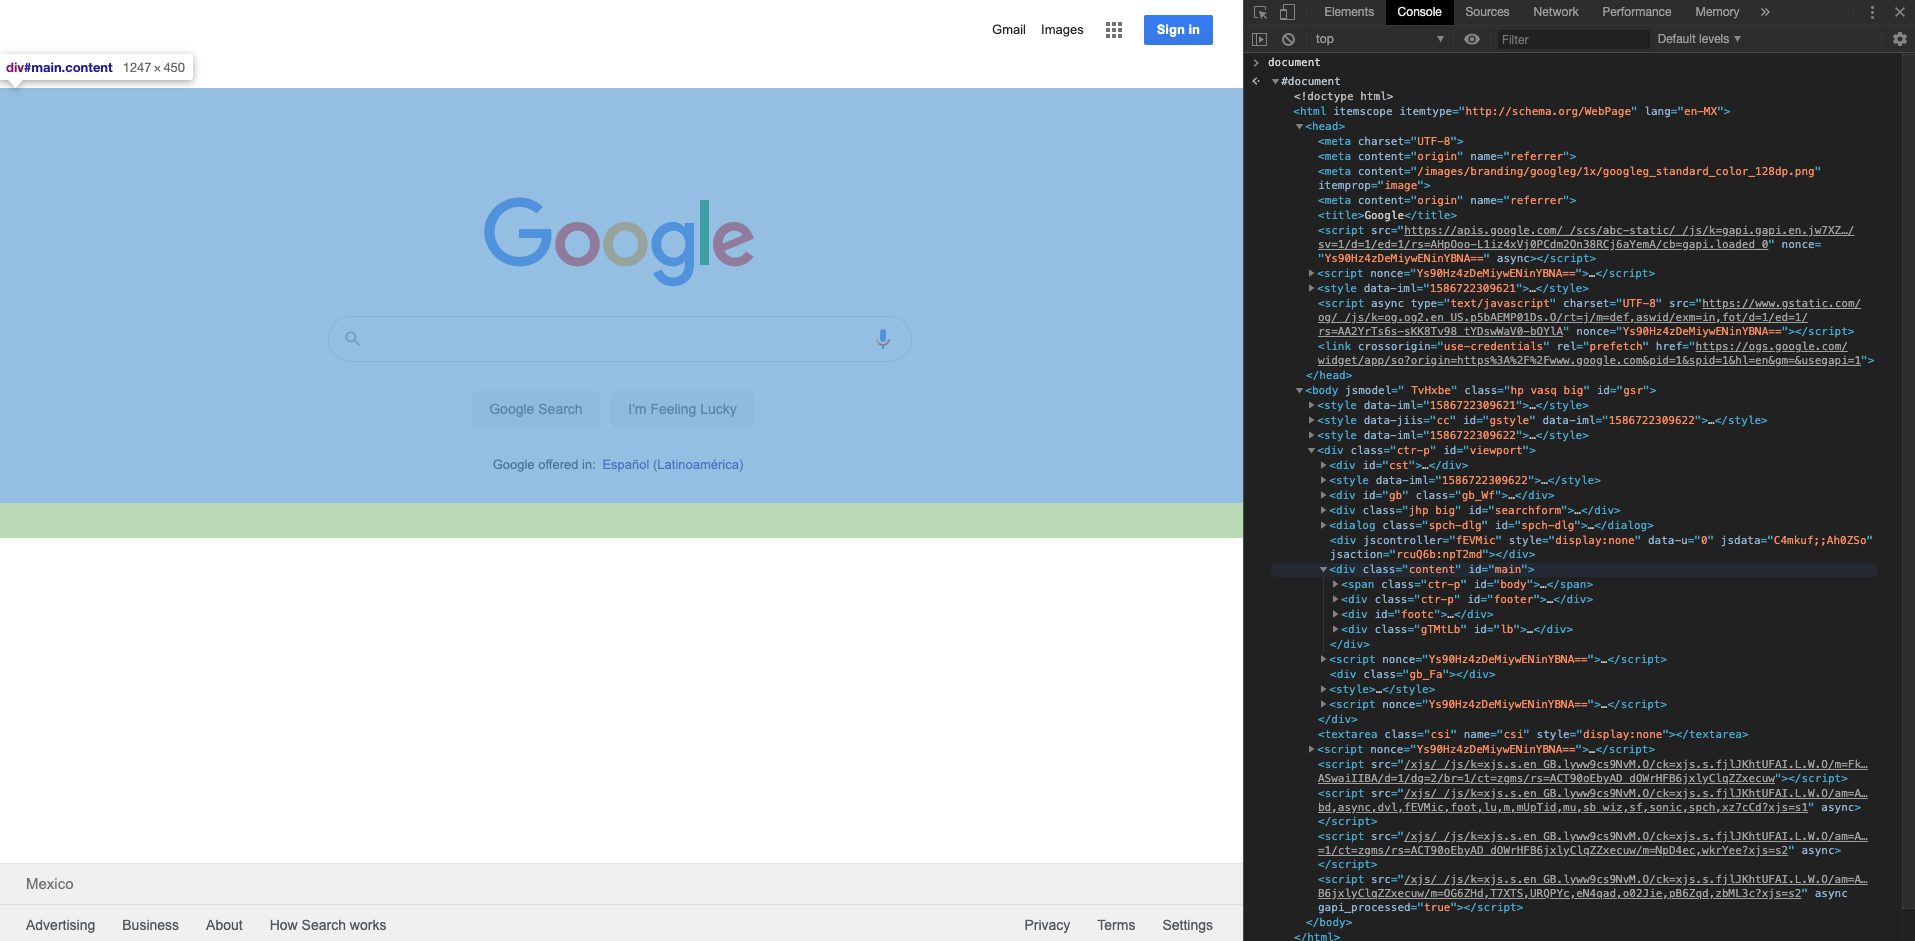 Gmail Images Sign in
div#main.content 1247 × 450
Google
Google Search I'm Feeling Lucky
Google offered in: Español (Latinoamérica)
Mexico
Advertising Business About How Search works Privacy Terms Settings
Elements Console Sources Network Performance Memory »
top Filter Default levels
document
#document
<!doctype html>
<html itemscope itemtype="http://schema.org/WebPage" lang="en-MX">
<head>
<meta charset="UTF-8">
<meta content="origin" name="referrer">
<meta content="/images/branding/googleg/1x/googleg_standard_color_128dp.png"
itemprop="image">
<meta content="origin" name="referrer">
<title>Google</title>
<script src="https://apis.google.com/_/scs/abc-static/_/js/k=gapi.gapi.en.jw7XZ…/
sv=1/d=1/ed=1/rs=AHpOoo-L1iz4xVj0PCdm2On38RCj6aYemA/cb=gapi.loaded_0" nonce=
"Ys90Hz4zDeMiywENinYBNA==" async></script>
<script nonce="Ys90Hz4zDeMiywENinYBNA==">…</script>
<style data-iml="1586722309621">…</style>
<script async type="text/javascript" charset="UTF-8" src="https://www.gstatic.com/
og/_/js/k=og.og2.en_US.p5bAEMP01Ds.O/rt=j/m=def,aswid/exm=in,fot/d=1/ed=1/
rs=AA2YrTs6s-sKK8Tv98_tYDswWaV0-bOYlA" nonce="Ys90Hz4zDeMiywENinYBNA=="></script>
<link crossorigin="use-credentials" rel="prefetch" href="https://ogs.google.com/
widget/app/so?origin=https%3A%2F%2Fwww.google.com&pid=1&spid=1&hl=en&gm=&usegapi=1">
</head>
<body jsmodel=" TvHxbe" class="hp vasq big" id="gsr">
<style data-iml="1586722309621">…</style>
<style data-jiis="cc" id="gstyle" data-iml="1586722309622">…</style>
<style data-iml="1586722309622">…</style>
<div class="ctr-p" id="viewport">
<div id="cst">…</div>
<style data-iml="1586722309622">…</style>
<div id="gb" class="gb_Wf">…</div>
<div class="jhp big" id="searchform">…</div>
<dialog class="spch-dlg" id="spch-dlg">…</dialog>
<div jscontroller="fEVMic" style="display:none" data-u="0" jsdata="C4mkuf;;Ah0ZSo"
jsaction="rcuQ6b:npT2md"></div>
<div class="content" id="main">
<span class="ctr-p" id="body">…</span>
<div class="ctr-p" id="footer">…</div>
<div id="footc">…</div>
<div class="gTMtLb" id="lb">…</div>
</div>
<script nonce="Ys90Hz4zDeMiywENinYBNA==">…</script>
<div class="gb_Fa"></div>
<style>…</style>
<script nonce="Ys90Hz4zDeMiywENinYBNA==">…</script>
</div>
<textarea class="csi" name="csi" style="display:none"></textarea>
<script nonce="Ys90Hz4zDeMiywENinYBNA==">…</script>
<script src="/xjs/_/js/k=xjs.s.en_GB.lyww9cs9NvM.O/ck=xjs.s.fjlJKhtUFAI.L.W.O/m=Fk…
ASwaiIIBA/d=1/dg=2/br=1/ct=zgms/rs=ACT90oEbyAD_dOWrHFB6jxlyClqZZxecuw"></script>
<script src="/xjs/_/js/k=xjs.s.en_GB.lyww9cs9NvM.O/ck=xjs.s.fjlJKhtUFAI.L.W.O/am=A…
bd,async,dvl,fEVMic,foot,lu,m,mUpTid,mu,sb_wiz,sf,sonic,spch,xz7cCd?xjs=s1" async>
</script>
<script src="/xjs/_/js/k=xjs.s.en_GB.lyww9cs9NvM.O/ck=xjs.s.fjlJKhtUFAI.L.W.O/am=A…
=1/ct=zgms/rs=ACT90oEbyAD_dOWrHFB6jxlyClqZZxecuw/m=NpD4ec,wkrYee?xjs=s2" async>
</script>
<script src="/xjs/_/js/k=xjs.s.en_GB.lyww9cs9NvM.O/ck=xjs.s.fjlJKhtUFAI.L.W.O/am=A…
B6jxlyClqZZxecuw/m=OG6ZHd,T7XTS,URQPYc,eN4qad,o02Jie,pB6Zqd,zbML3c?xjs=s2" async
gapi_processed="true"></script>
</body>
</html>